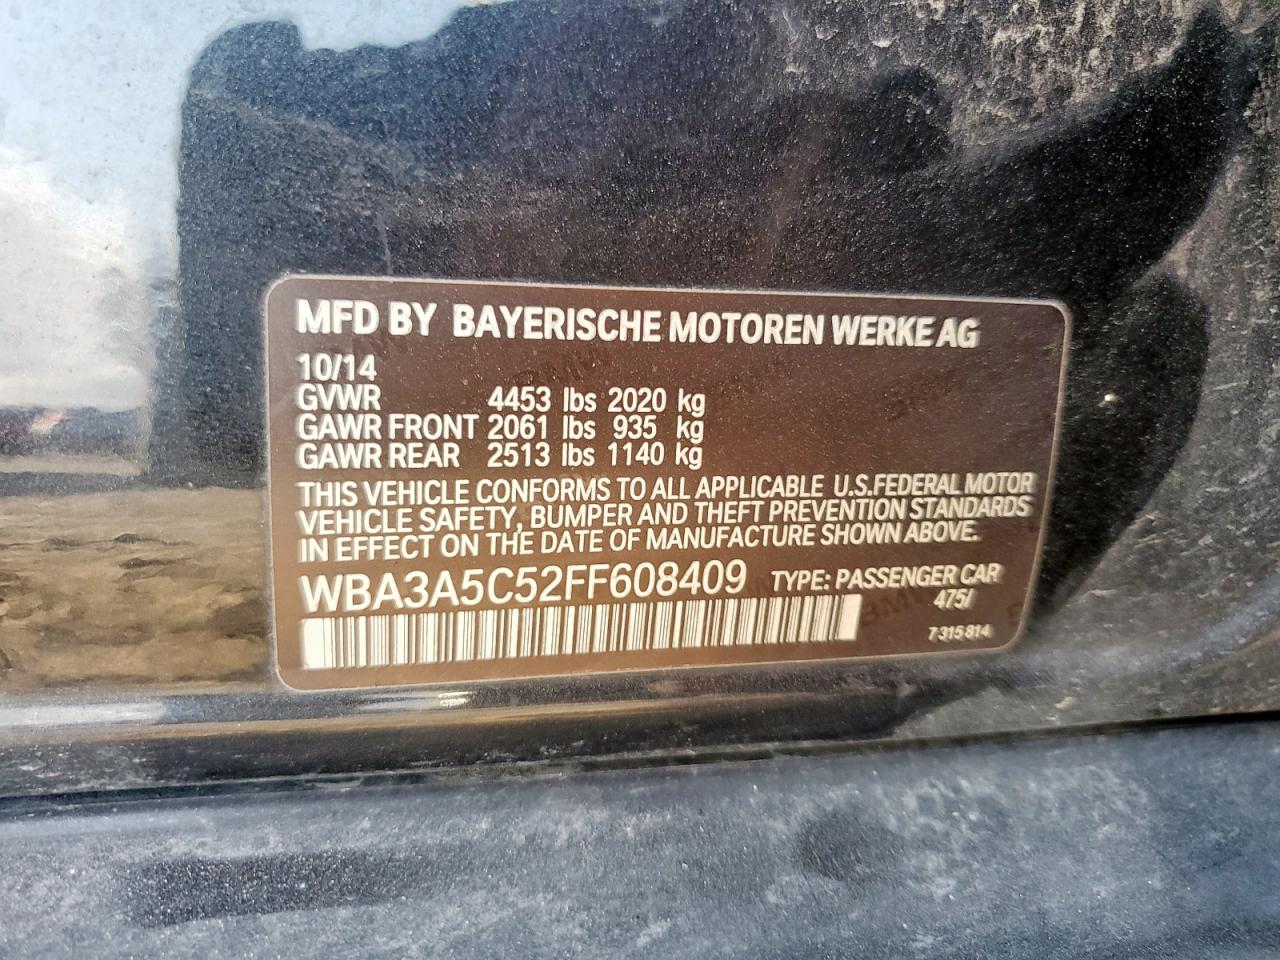 MFD BY BAYERISCHE MOTOREN WERKE AG
10/14
GVWR 4453 lbs 2020 kg
GAWR FRONT 2061 lbs 935 kg
GAWR REAR 2513 lbs 1140 kg
THIS VEHICLE CONFORMS TO ALL APPLICABLE U.S.FEDERAL MOTOR
VEHICLE SAFETY, BUMPER AND THEFT PREVENTION STANDARDS
IN EFFECT ON THE DATE OF MANUFACTURE SHOWN ABOVE.
WBA3A5C52FF608409 TYPE: PASSENGER CAR
475/
7 315 814